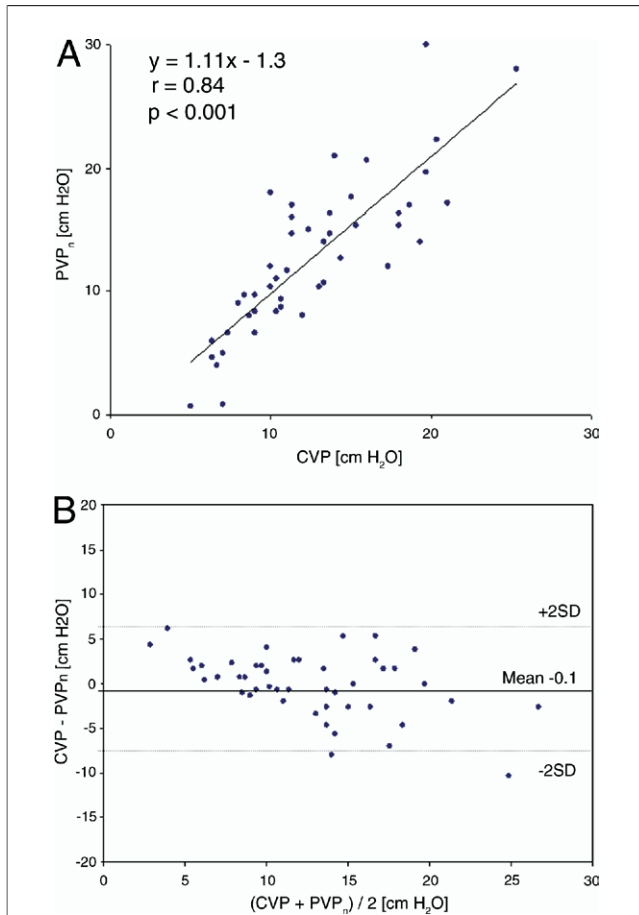 A
y = 1.11x - 1.3
r = 0.84
p < 0.001
30
20
10
0
PVPn [cm H2O]
0 10 20 30
CVP [cm H₂O]
B
20
15
10
5
0
-5
-10
-15
-20
CVP - PVPn [cm H2O]
+2SD
Mean -0.1
-2SD
0 5 10 15 20 25 30
(CVP + PVPn) / 2 [cm H₂O]